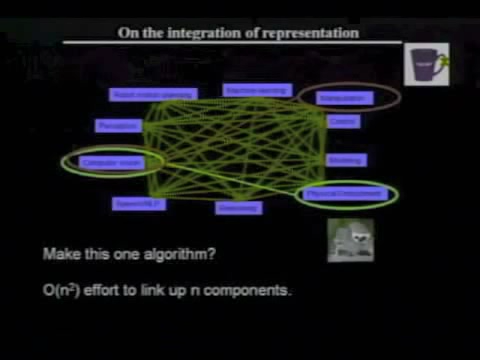 On the integration of representation
Machine learning
Robot motion planning
Manipulation
Perception
Control
Computer vision
Modeling
Physical Embodiment
Speech/NLP
Reasoning
Make this one algorithm?
O(n²) effort to link up n components.